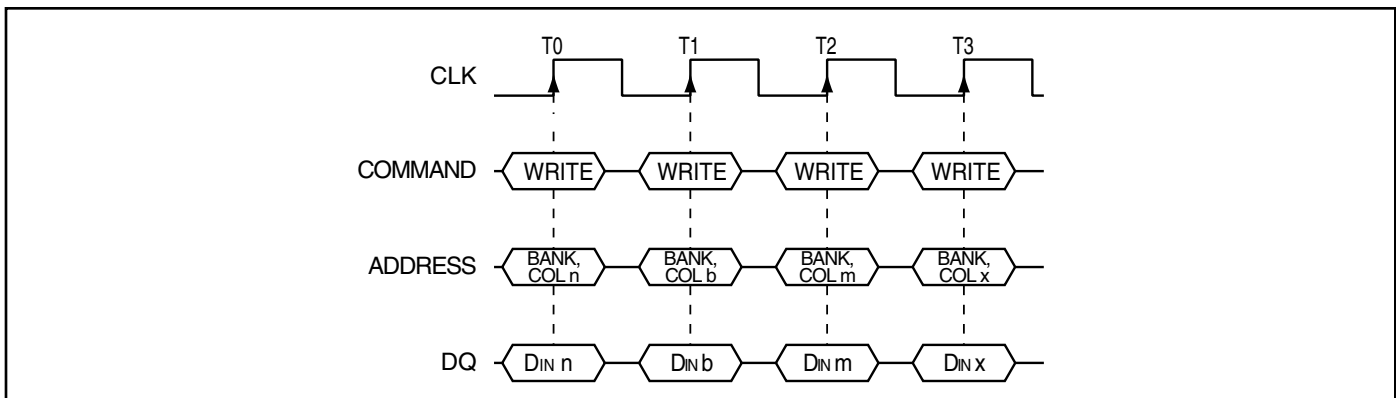 T0 T1 T2 T3
CLK
COMMAND WRITE WRITE WRITE WRITE
ADDRESS BANK, COL n BANK, COL b BANK, COL m BANK, COL x
DQ DIN n DIN b DIN m DIN x